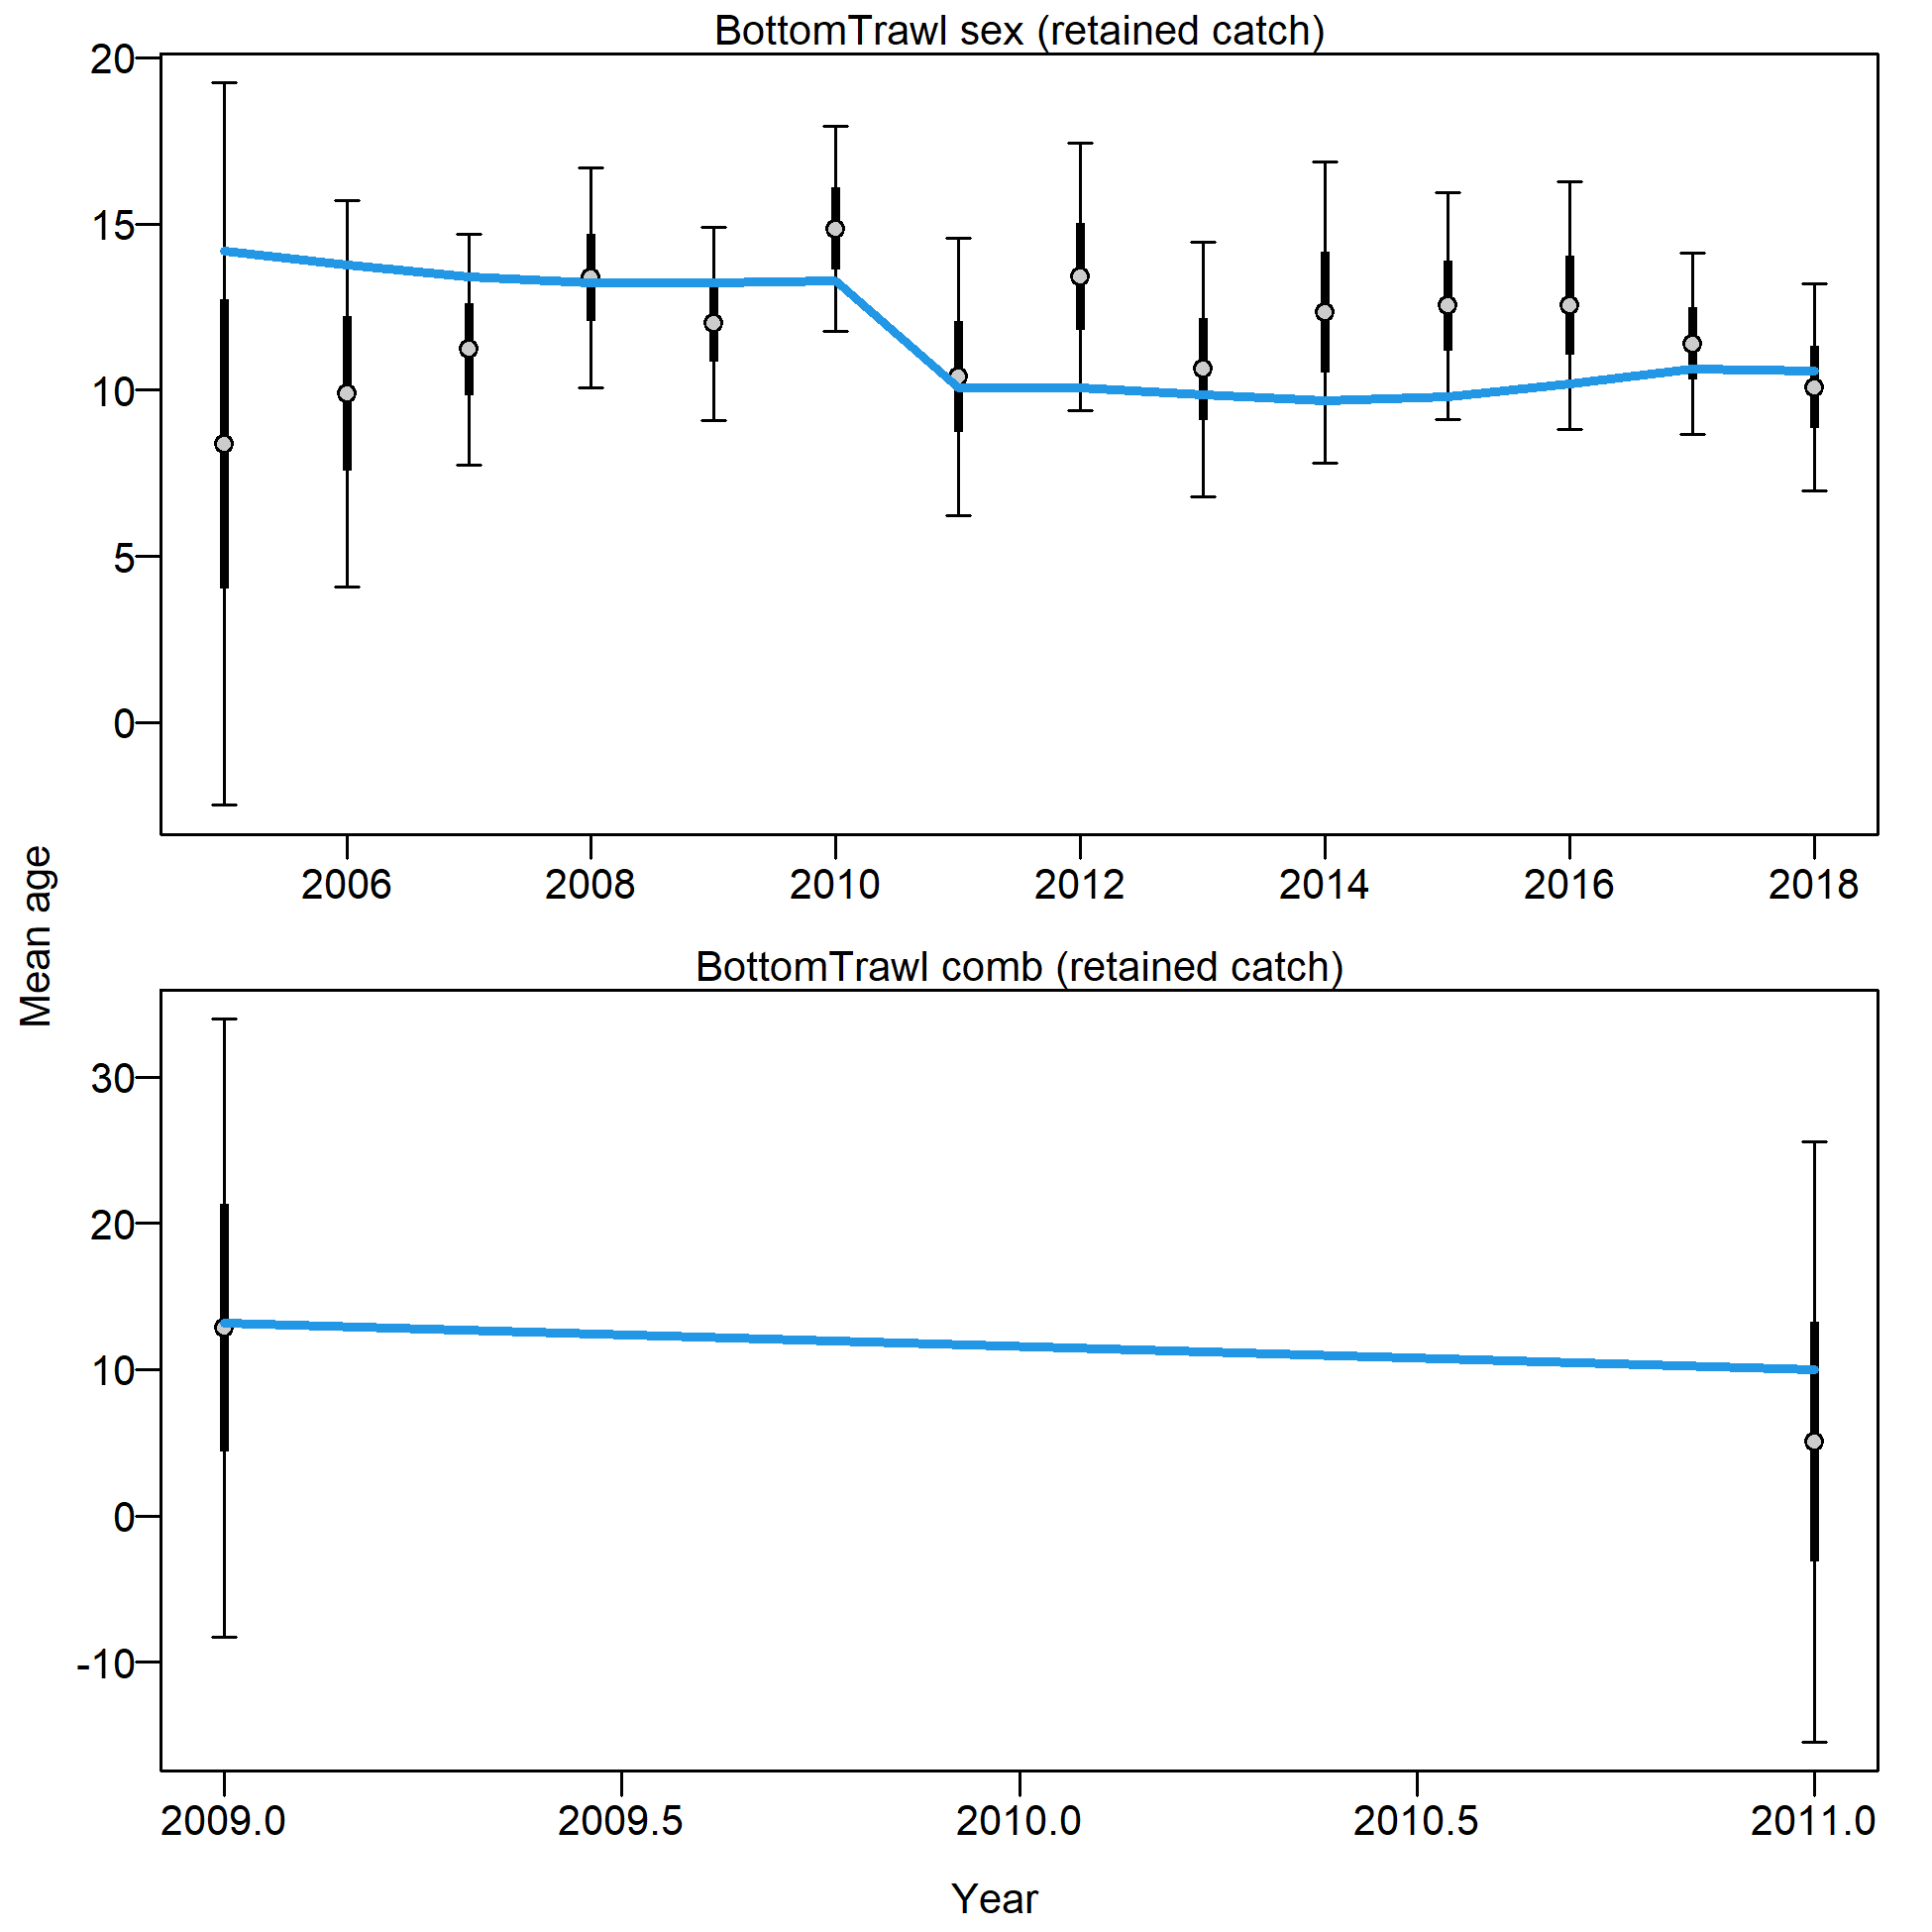 BottomTrawl sex (retained catch)
20
15
10
5
0
2006 2008 2010 2012 2014 2016 2018
Mean age
BottomTrawl comb (retained catch)
30
20
10
0
-10
2009.0 2009.5 2010.0 2010.5 2011.0
Year